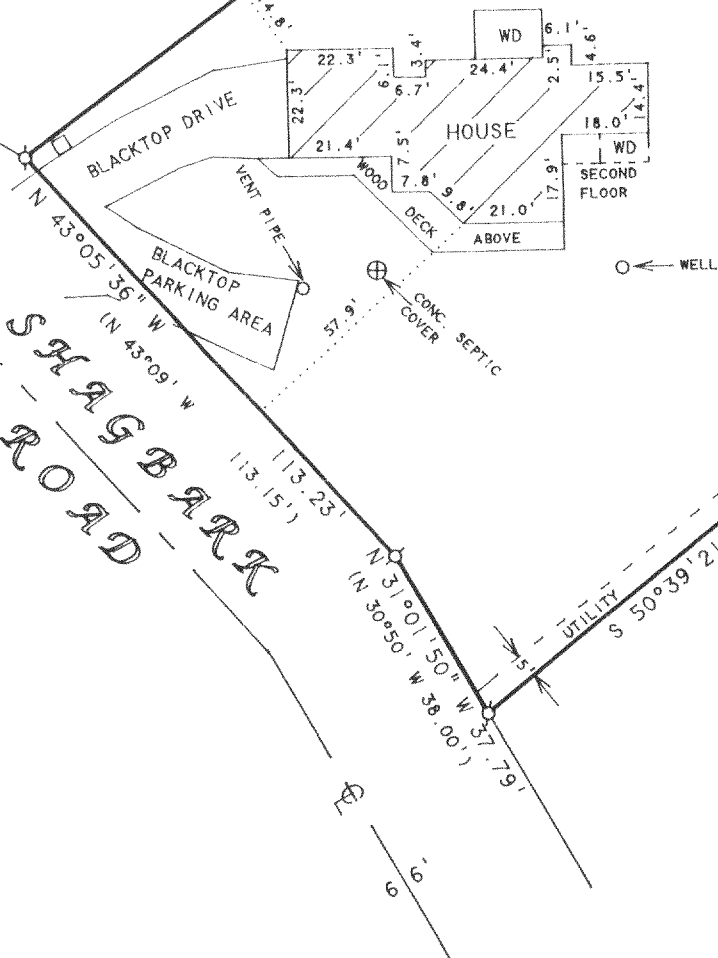 4.8'
22.3'
6.1'
3.4'
6.7'
24.4'
WD
6.1'
4.6'
2.5'
15.5'
14.4'
18.0'
WD
22.3'
21.4'
7.5'
7.8'
9.8'
21.0'
17.9'
HOUSE
SECOND
FLOOR
BLACKTOP DRIVE
WOOD
DECK
ABOVE
VENT PIPE
BLACKTOP
PARKING AREA
57.9'
CONC. SEPTIC
COVER
WELL
N 43°05'36" W
(N 43°09' W
113.23'
113.15')
SHAGBARK
ROAD
N 31°01'50" W 37.79'
(N 30°50' W 38.00')
UTILITY
15'
S 50°39'21
℄
66'